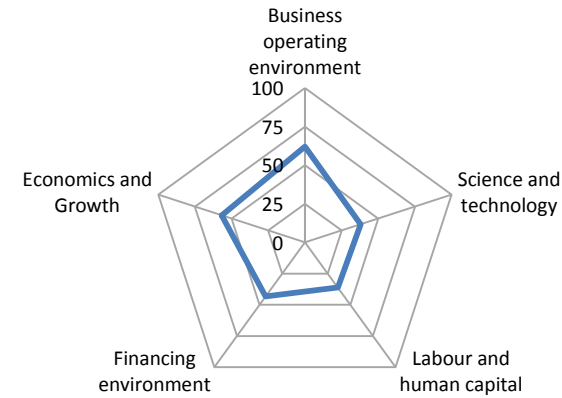 Business
operating
environment
100
75
50
25
0
Economics and
Growth
Science and
technology
Financing
environment
Labour and
human capital